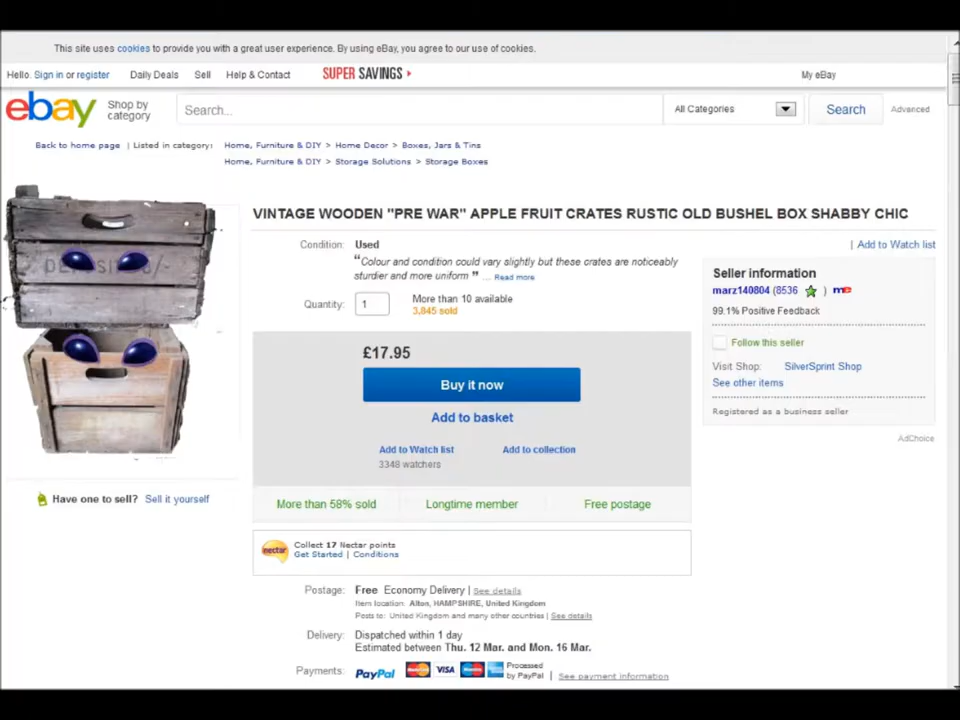 This site uses cookies to provide you with a great user experience. By using eBay, you agree to our use of cookies.
Hello. Sign in or register Daily Deals Sell Help & Contact SUPER SAVINGS My eBay
ebay Shop by category Search... All Categories Search Advanced
Back to home page | Listed in category: Home, Furniture & DIY > Home Decor > Boxes, Jars & Tins
Home, Furniture & DIY > Storage Solutions > Storage Boxes
VINTAGE WOODEN "PRE WAR" APPLE FRUIT CRATES RUSTIC OLD BUSHEL BOX SHABBY CHIC
Condition: Used
“Colour and condition could vary slightly but these crates are noticeably
sturdier and more uniform ” ... Read more
Quantity: 1 More than 10 available
3,845 sold
£17.95
Buy it now
Add to basket
Add to Watch list Add to collection
3348 watchers
More than 58% sold Longtime member Free postage
nectar Collect 17 Nectar points
Get Started | Conditions
Postage: Free Economy Delivery | See details
Item location: Alton, HAMPSHIRE, United Kingdom
Posts to: United Kingdom and many other countries | See details
Delivery: Dispatched within 1 day
Estimated between Thu. 12 Mar. and Mon. 16 Mar.
Payments: PayPal MasterCard VISA Processed by PayPal | See payment information
| Add to Watch list
Seller information
marz140804 (8536 ) me
99.1% Positive Feedback
Follow this seller
Visit Shop: SilverSprint Shop
See other items
Registered as a business seller
AdChoice
Have one to sell? Sell it yourself